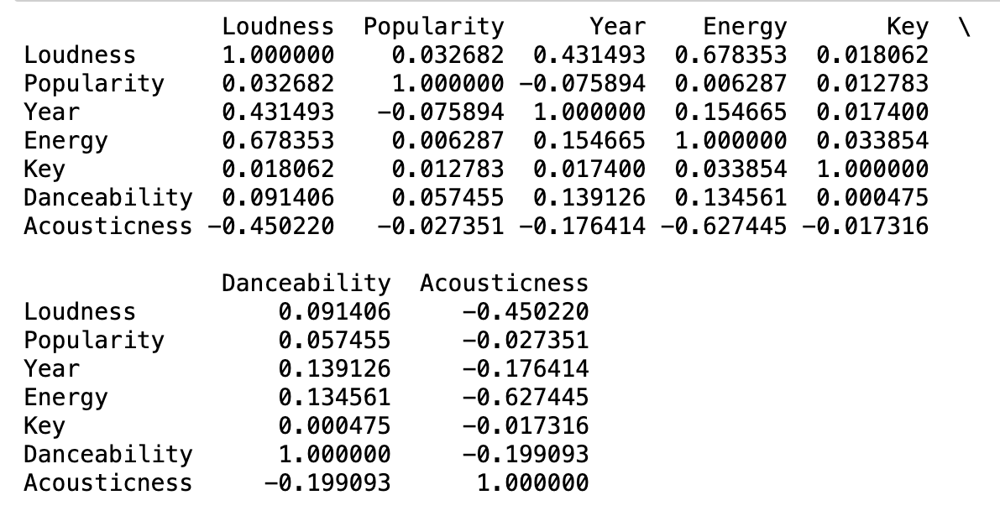 Loudness Popularity Year Energy Key \
Loudness 1.000000 0.032682 0.431493 0.678353 0.018062
Popularity 0.032682 1.000000 -0.075894 0.006287 0.012783
Year 0.431493 -0.075894 1.000000 0.154665 0.017400
Energy 0.678353 0.006287 0.154665 1.000000 0.033854
Key 0.018062 0.012783 0.017400 0.033854 1.000000
Danceability 0.091406 0.057455 0.139126 0.134561 0.000475
Acousticness -0.450220 -0.027351 -0.176414 -0.627445 -0.017316
Danceability Acousticness
Loudness 0.091406 -0.450220
Popularity 0.057455 -0.027351
Year 0.139126 -0.176414
Energy 0.134561 -0.627445
Key 0.000475 -0.017316
Danceability 1.000000 -0.199093
Acousticness -0.199093 1.000000